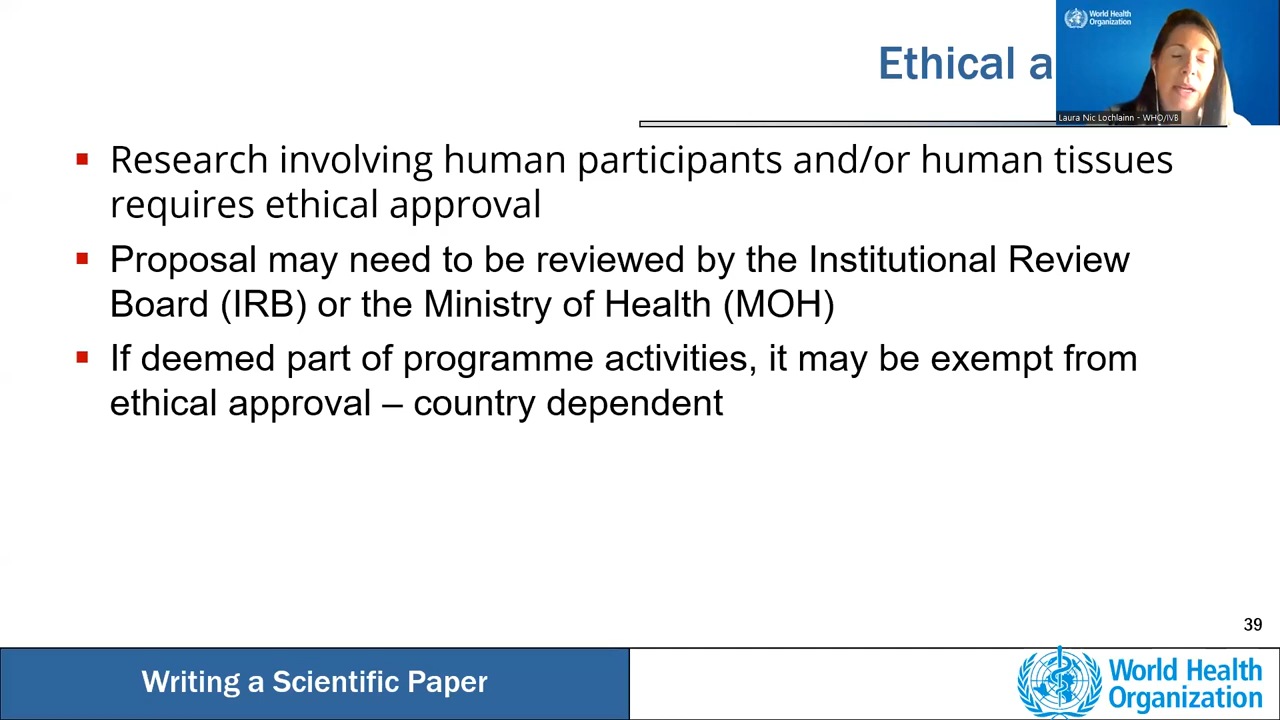 World Health
Organization
Ethical a
Laura Nic Lochlainn - WHO/IVB
Research involving human participants and/or human tissues
requires ethical approval
Proposal may need to be reviewed by the Institutional Review
Board (IRB) or the Ministry of Health (MOH)
If deemed part of programme activities, it may be exempt from
ethical approval – country dependent
39
Writing a Scientific Paper
World Health
Organization